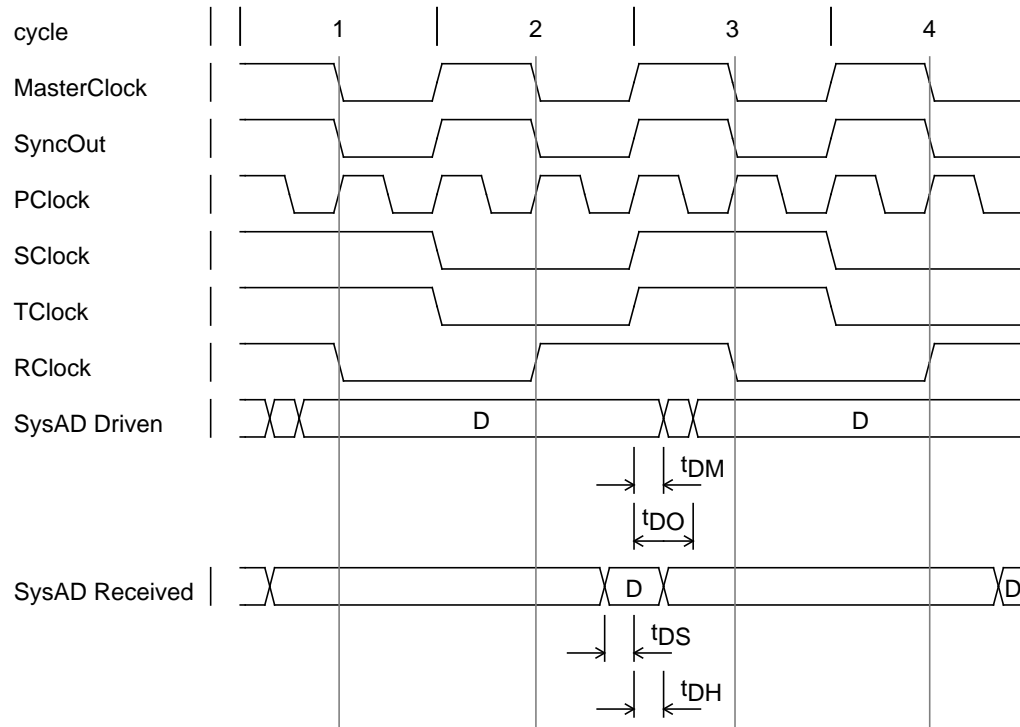 cycle 1 2 3 4
MasterClock
SyncOut
PClock
SClock
TClock
RClock
SysAD Driven D D
tDM
tDO
SysAD Received D D
tDS
tDH